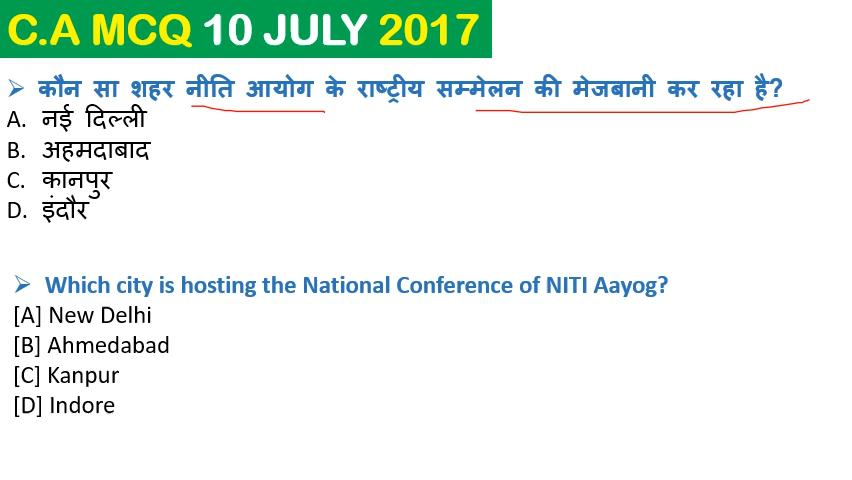 C.A MCQ 10 JULY 2017
➢ कौन सा शहर नीति आयोग के राष्ट्रीय सम्मेलन की मेजबानी कर रहा है?
A. नई दिल्ली
B. अहमदाबाद
C. कानपुर
D. इंदौर
➢ Which city is hosting the National Conference of NITI Aayog?
[A] New Delhi
[B] Ahmedabad
[C] Kanpur
[D] Indore